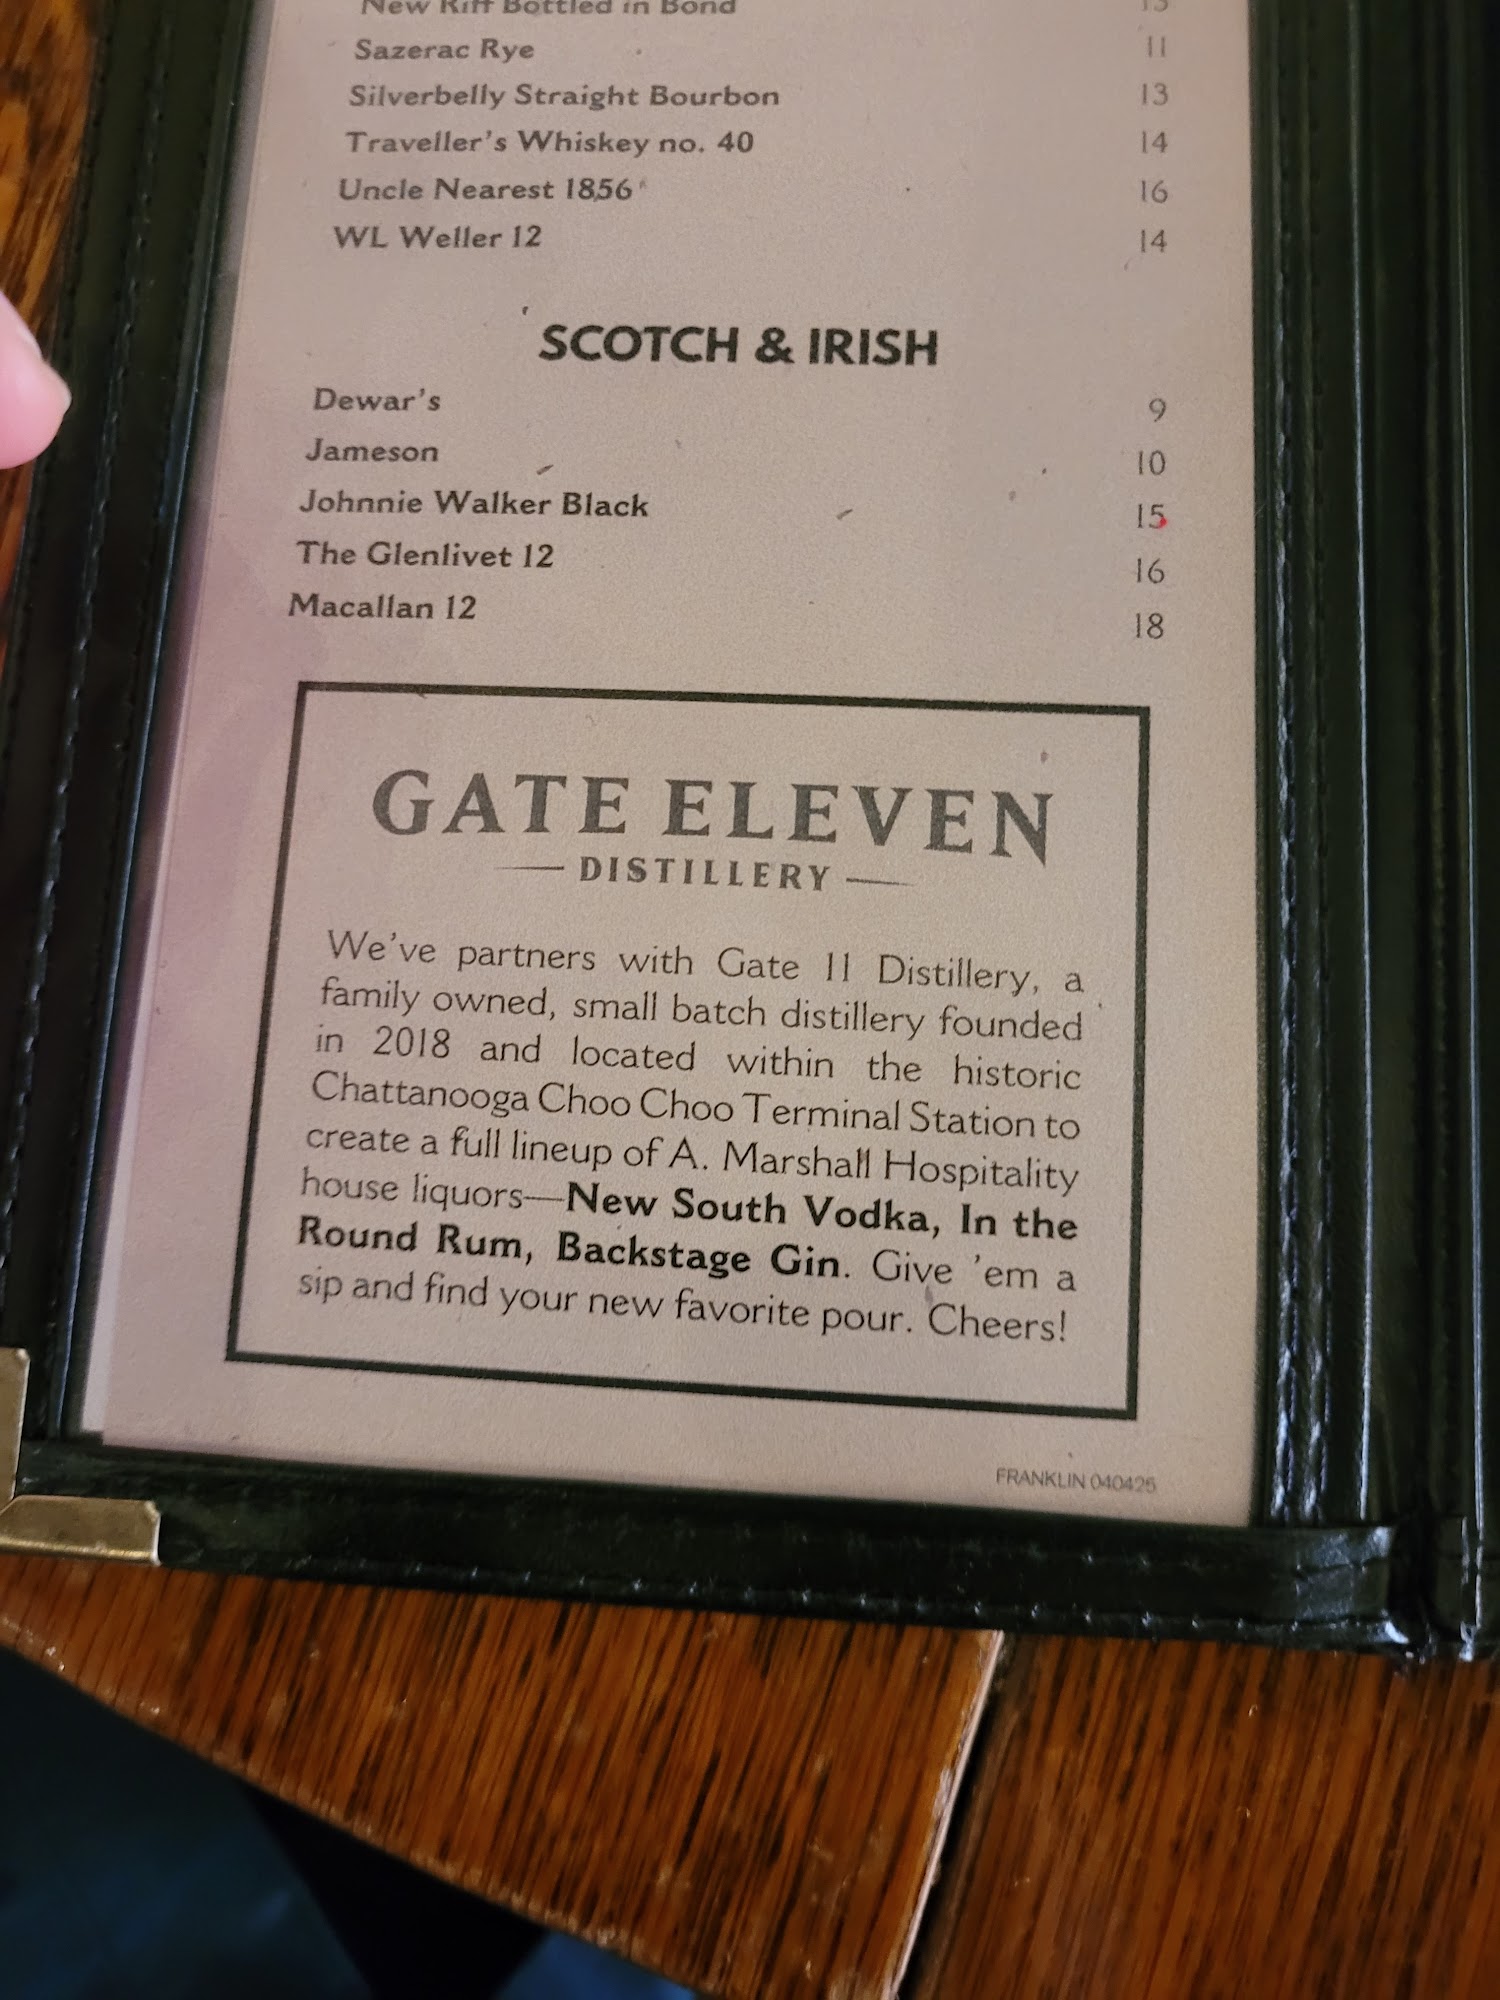 New Riff Bottled in Bond 13
Sazerac Rye 11
Silverbelly Straight Bourbon 13
Traveller's Whiskey no. 40 14
Uncle Nearest 1856 16
WL Weller 12 14
SCOTCH & IRISH
Dewar's 9
Jameson 10
Johnnie Walker Black 15
The Glenlivet 12 16
Macallan 12 18
GATE ELEVEN
DISTILLERY
We've partners with Gate 11 Distillery, a
family owned, small batch distillery founded
in 2018 and located within the historic
Chattanooga Choo Choo Terminal Station to
create a full lineup of A. Marshall Hospitality
house liquors—New South Vodka, In the
Round Rum, Backstage Gin. Give 'em a
sip and find your new favorite pour. Cheers!
FRANKLIN 040425